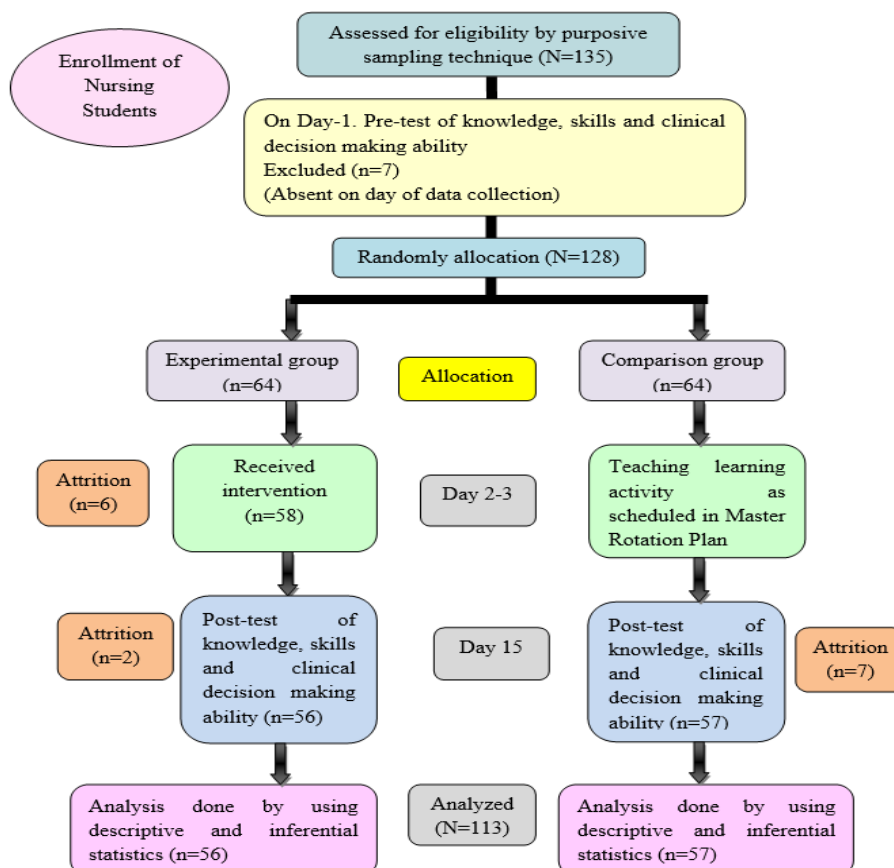 Assessed for eligibility by purposive
sampling technique (N=135)
Enrollment of
Nursing
Students
On Day-1. Pre-test of knowledge, skills and clinical
decision making ability
Excluded (n=7)
(Absent on day of data collection)
Randomly allocation (N=128)
Experimental group
(n=64)
Allocation
Comparison group
(n=64)
Attrition
(n=6)
Received
intervention
(n=58)
Day 2-3
Teaching learning
activity as
scheduled in Master
Rotation Plan
Attrition
(n=2)
Post-test of
knowledge, skills
and clinical
decision making
ability (n=56)
Day 15
Post-test of
knowledge, skills
and clinical
decision making
ability (n=57)
Attrition
(n=7)
Analysis done by using
descriptive and inferential
statistics (n=56)
Analyzed
(N=113)
Analysis done by using
descriptive and inferential
statistics (n=57)